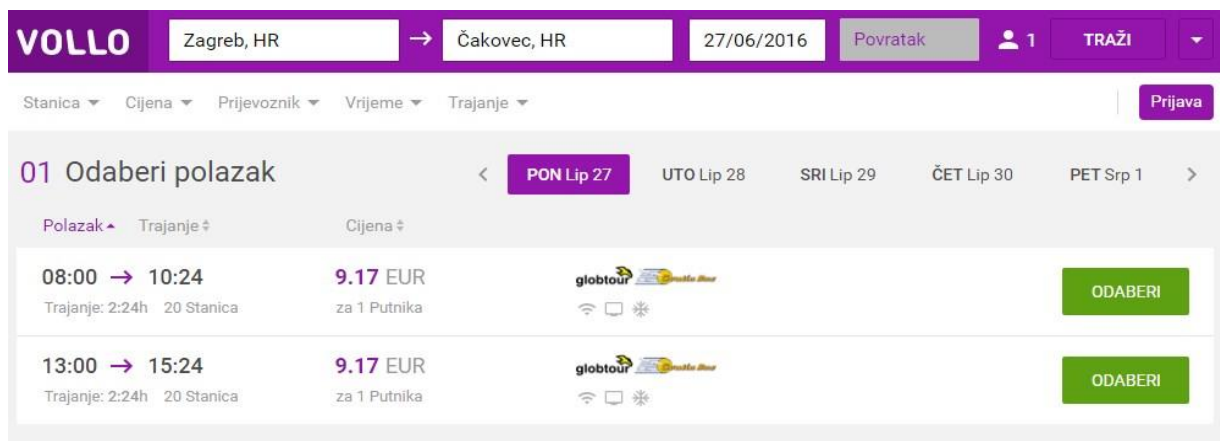 VOLLO Zagreb, HR → Čakovec, HR 27/06/2016 Povratak 1 TRAŽI
Stanica Cijena Prijevoznik Vrijeme Trajanje Prijava
01 Odaberi polazak < PON Lip 27 UTO Lip 28 SRI Lip 29 ČET Lip 30 PET Srp 1 >
Polazak Trajanje Cijena
08:00 → 10:24 9.17 EUR globtour ODABERI
Trajanje: 2:24h 20 Stanica za 1 Putnika
13:00 → 15:24 9.17 EUR globtour ODABERI
Trajanje: 2:24h 20 Stanica za 1 Putnika